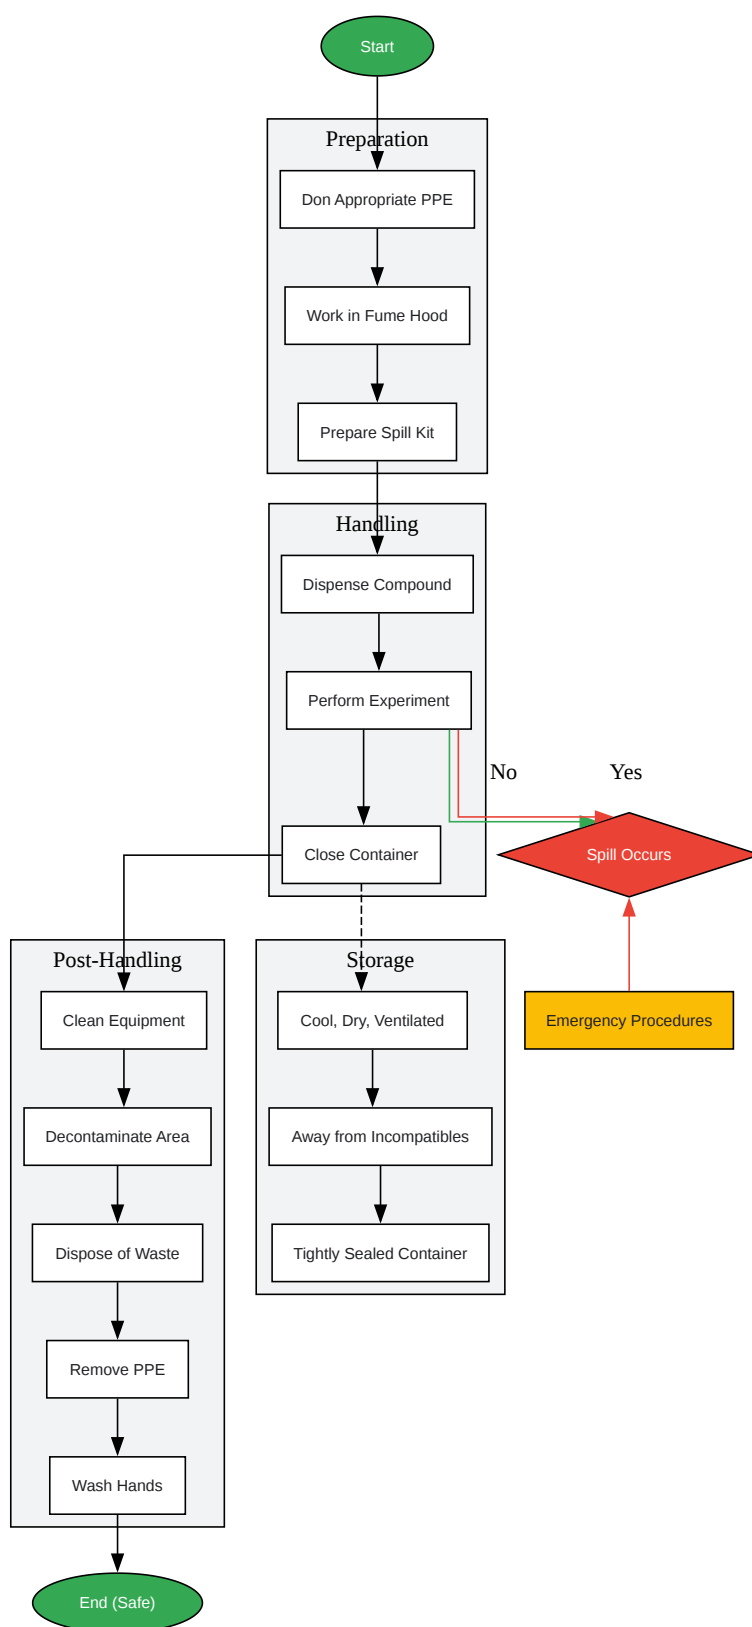 Start
Preparation
Don Appropriate PPE
Work in Fume Hood
Prepare Spill Kit
Handling
Dispense Compound
Perform Experiment
No
Yes
Close Container
Spill Occurs
Post-Handling
Storage
Clean Equipment
Cool, Dry, Ventilated
Emergency Procedures
Decontaminate Area
Away from Incompatibles
Dispose of Waste
Tightly Sealed Container
Remove PPE
Wash Hands
End (Safe)